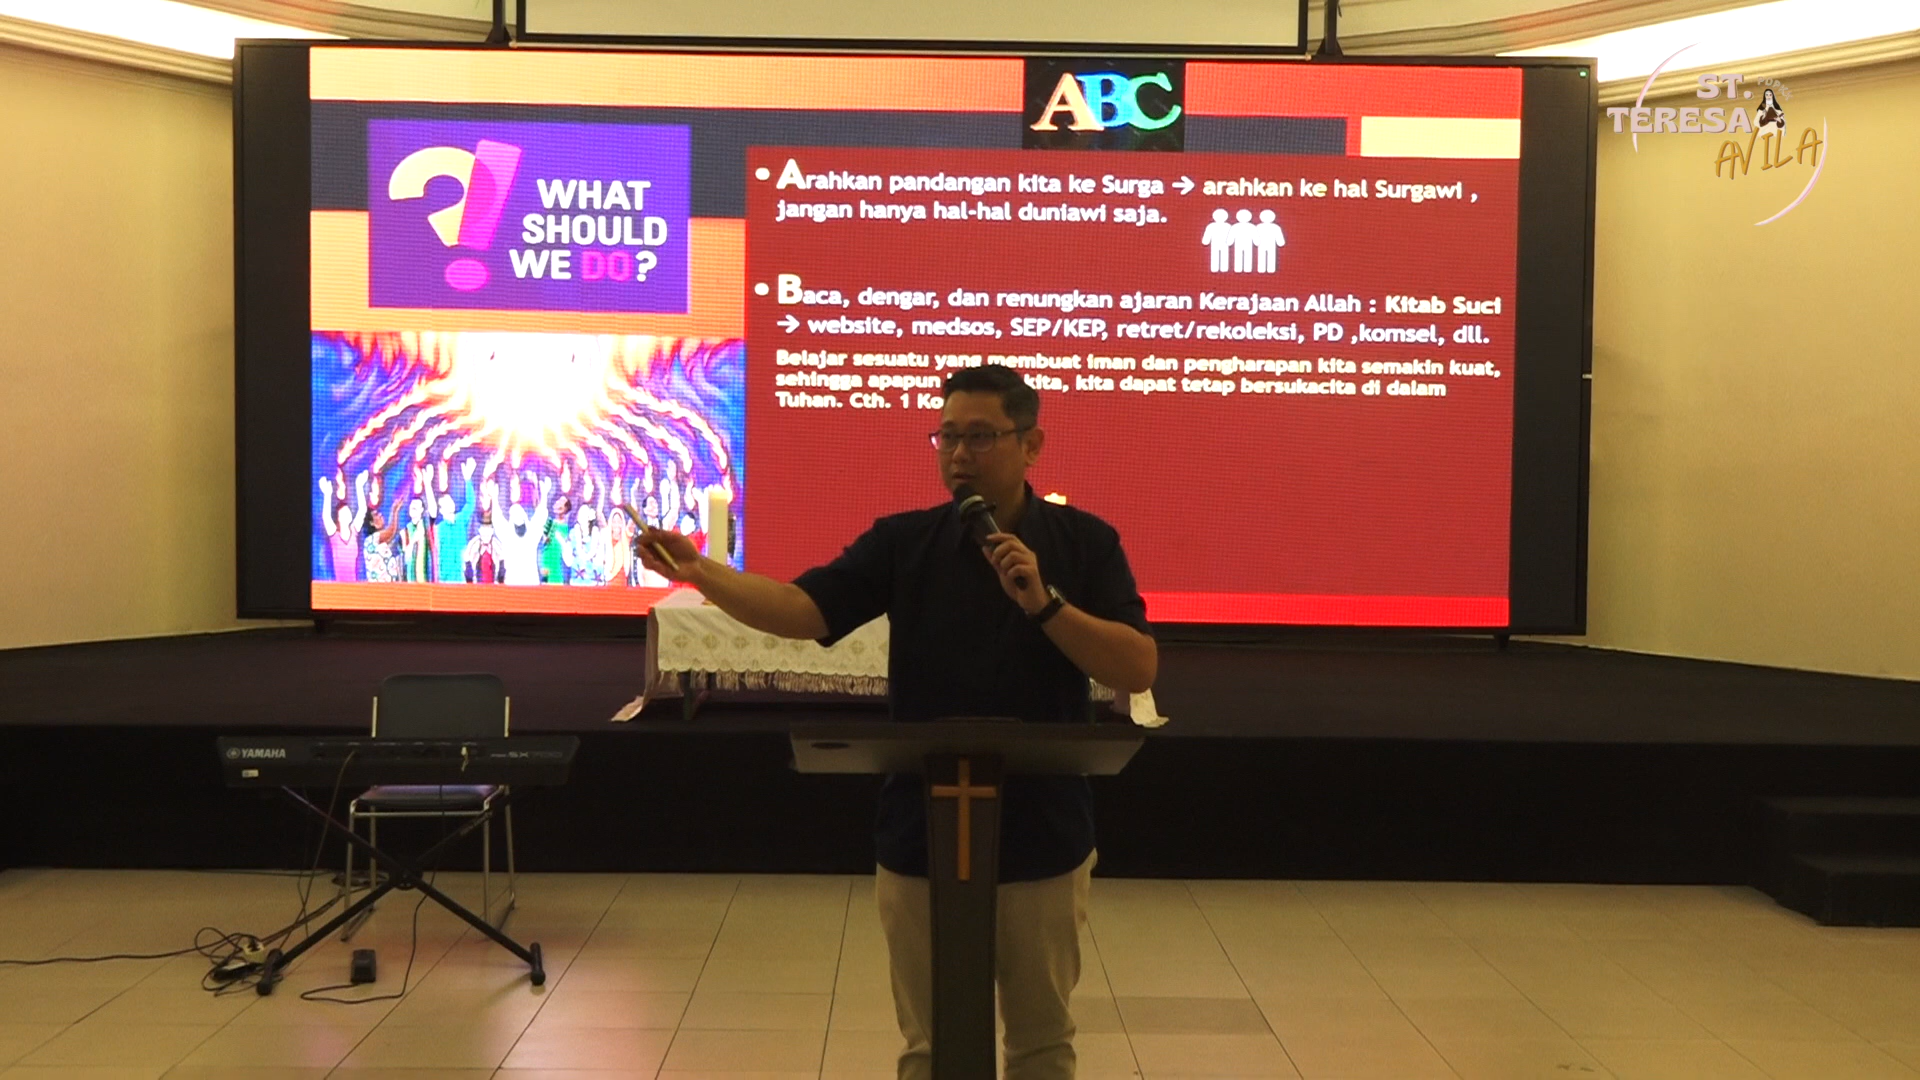 ABC
WHAT
SHOULD
WE DO?
• Arahkan pandangan kita ke Surga → arahkan ke hal Surgawi ,
jangan hanya hal-hal duniawi saja.
• Baca, dengar, dan renungkan ajaran Kerajaan Allah : Kitab Suci
→ website, medsos, SEP/KEP, retret/rekoleksi, PD ,komsel, dll.
Belajar sesuatu yang membuat iman dan pengharapan kita semakin kuat,
sehingga apapun kita, kita dapat tetap bersukacita di dalam
Tuhan. Cth. 1 Ko
ST.
TERESA
AVILA
YAMAHA